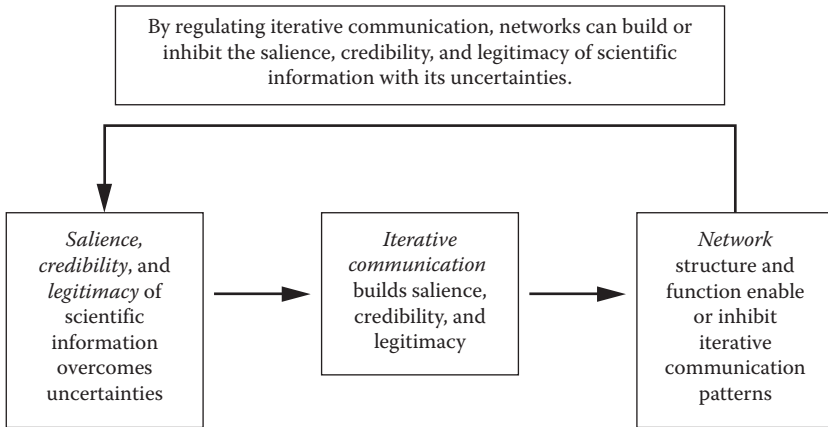 By regulating iterative communication, networks can build or
inhibit the salience, credibility, and legitimacy of scientific
information with its uncertainties.
Salience,
credibility, and
legitimacy of
scientific
information
overcomes
uncertainties
Iterative
communication
builds salience,
credibility, and
legitimacy
Network
structure and
function enable
or inhibit
iterative
communication
patterns